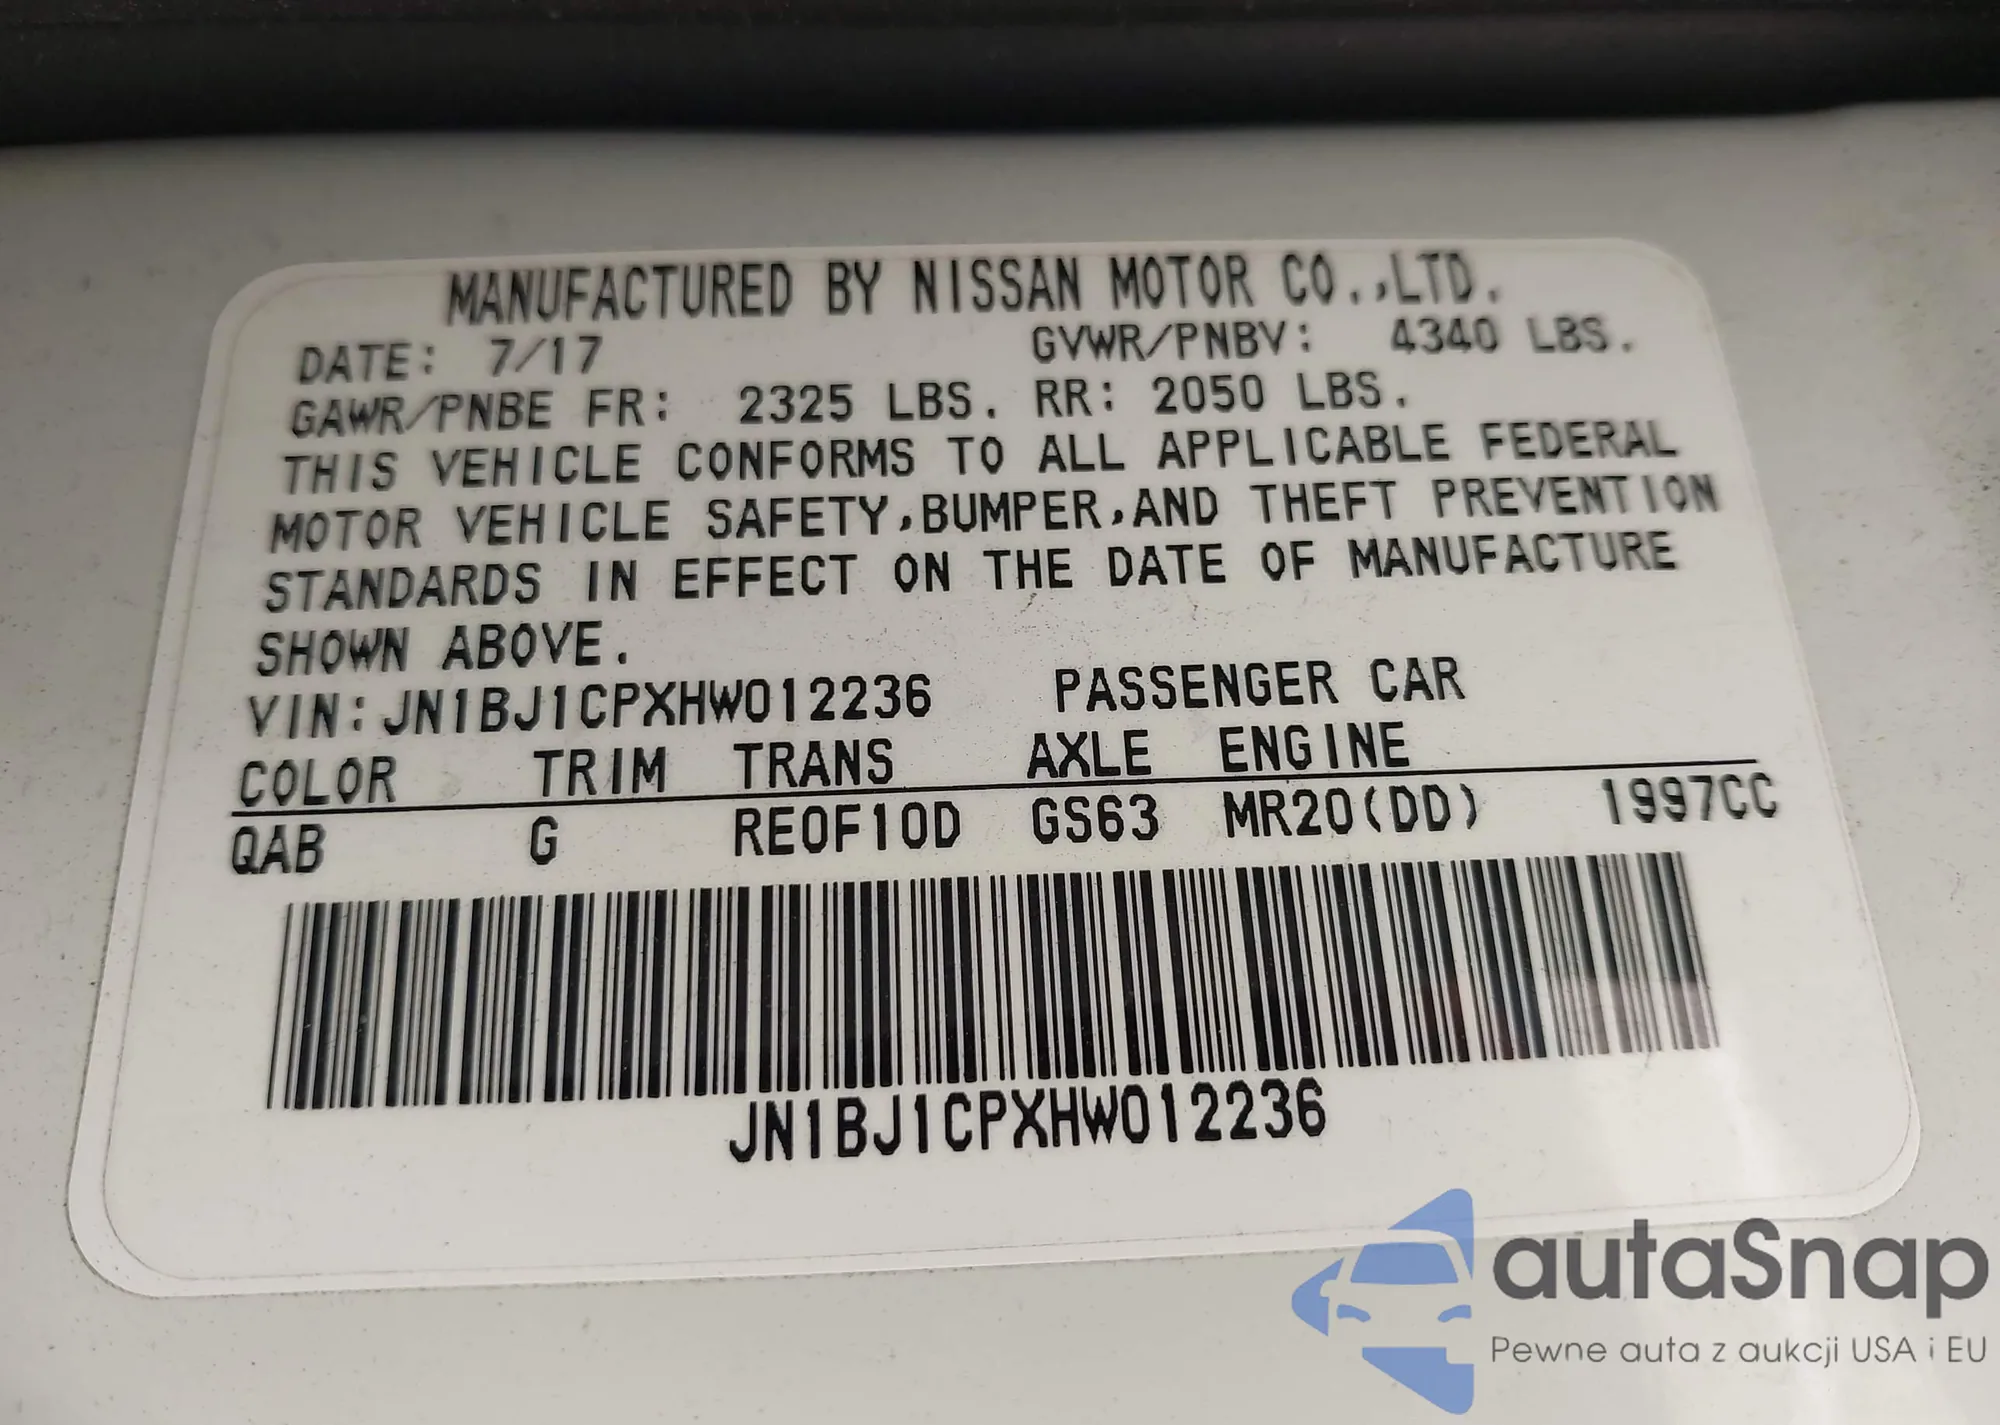 MANUFACTURED BY NISSAN MOTOR CO.,LTD.
DATE: 7/17 GVWR/PNBV: 4340 LBS.
GAWR/PNBE FR: 2325 LBS. RR: 2050 LBS.
THIS VEHICLE CONFORMS TO ALL APPLICABLE FEDERAL
MOTOR VEHICLE SAFETY,BUMPER,AND THEFT PREVENTION
STANDARDS IN EFFECT ON THE DATE OF MANUFACTURE
SHOWN ABOVE.
VIN:JN1BJ1CPXHW012236 PASSENGER CAR
COLOR TRIM TRANS AXLE ENGINE
QAB G RE0F10D GS63 MR20(DD) 1997CC
JN1BJ1CPXHW012236
autaSnap
Pewne auta z aukcji USA i EU